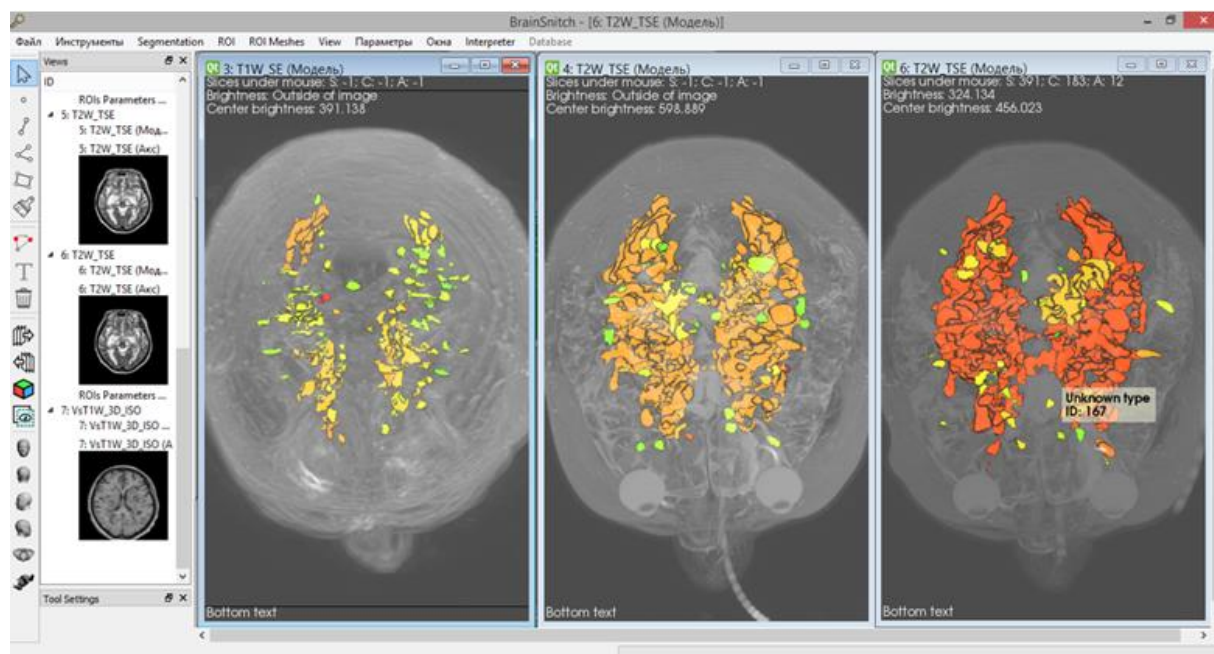 BrainSnitch - [6: T2W_TSE (Модель)]
Файл Инструменты Segmentation ROI ROI Meshes View Параметры Окна Interpreter Database
Views
ID
ROIs Parameters ...
5: T2W_TSE
5: T2W_TSE (Мод...
5: T2W_TSE (Акс)
6: T2W_TSE
6: T2W_TSE (Мод...
6: T2W_TSE (Акс)
ROIs Parameters ...
7: VsT1W_3D_ISO
7: VsT1W_3D_ISO ...
7: VsT1W_3D_ISO (A
Tool Settings
3: T1W_SE (Модель)
Slices under mouse: S: -1; C: -1; A: -1
Brightness: Outside of image
Center brightness: 391.138
Bottom text
4: T2W_TSE (Модель)
Slices under mouse: S: -1; C: -1; A: -1
Brightness: Outside of image
Center brightness: 598.889
Bottom text
6: T2W_TSE (Модель)
Slices under mouse: S: 391; C: 183; A: 12
Brightness: 324.134
Center brightness: 456.023
Unknown type
ID: 167
Bottom text